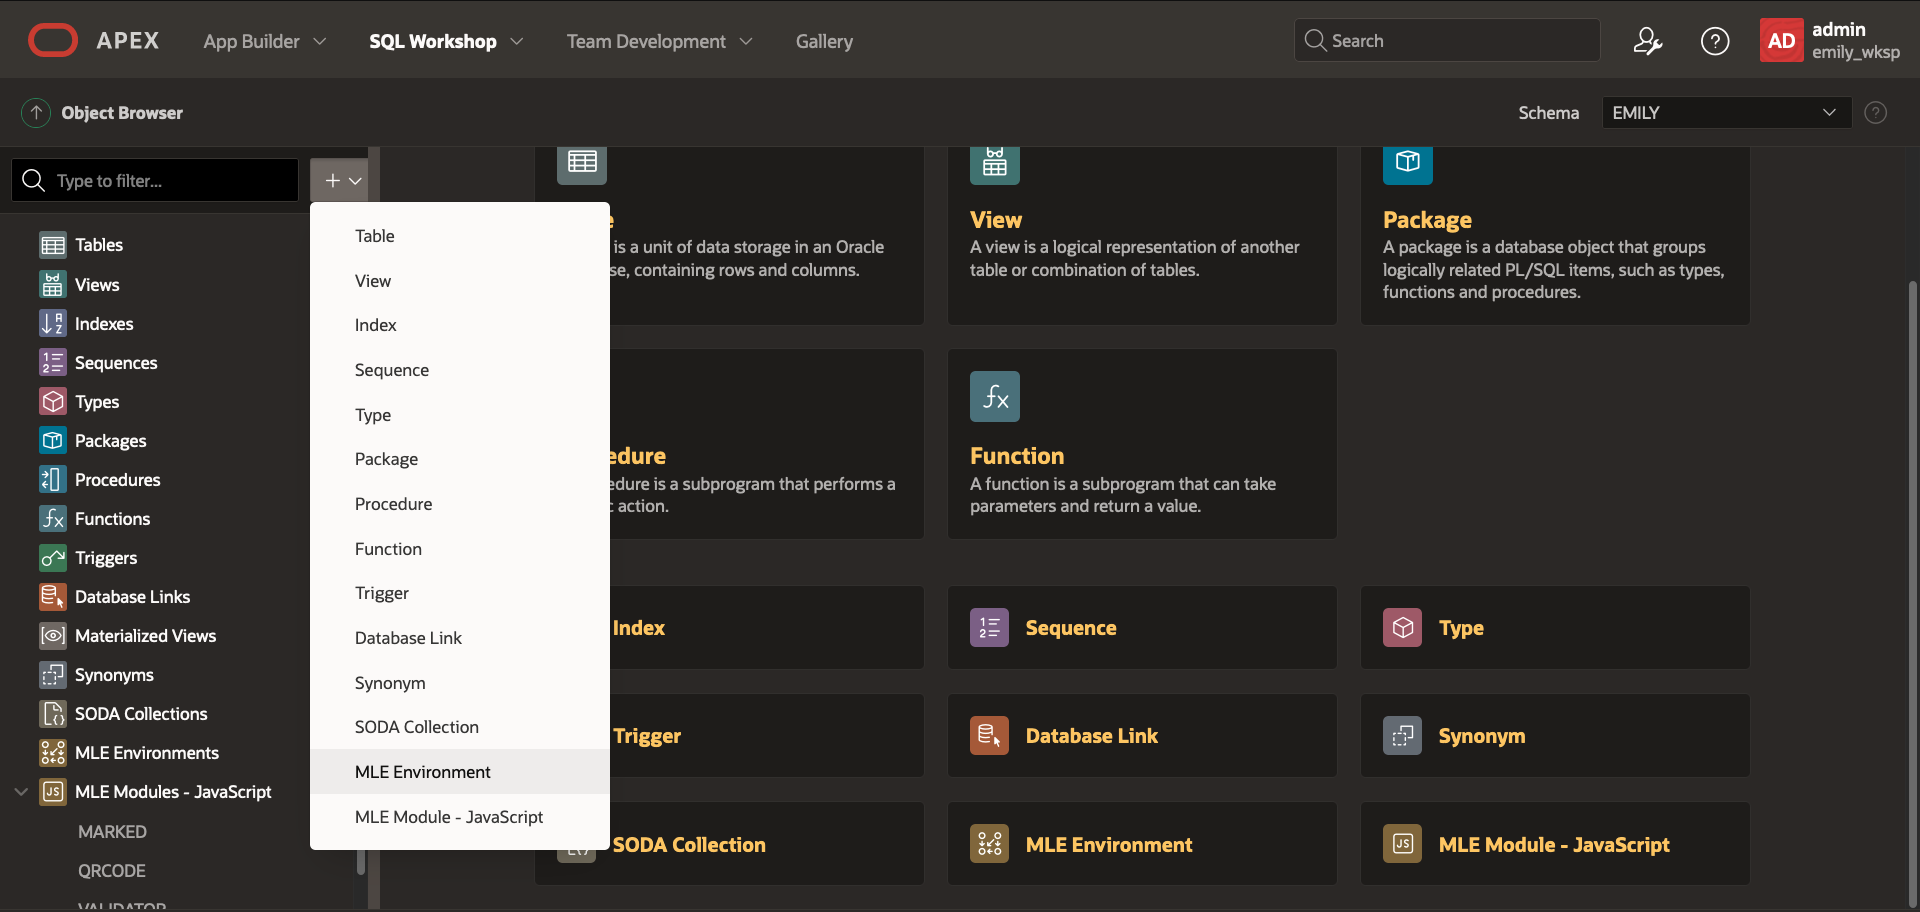 APEX
App Builder
SQL Workshop
Team Development
Gallery
Search
AD
admin
emily_wksp
Object Browser
Schema
EMILY
Type to filter...
Tables
Views
Indexes
Sequences
Types
Packages
Procedures
Functions
Triggers
Database Links
Materialized Views
Synonyms
SODA Collections
MLE Environments
MLE Modules - JavaScript
MARKED
QRCODE
VALIDATOR
Table
View
Index
Sequence
Type
Package
Procedure
Function
Trigger
Database Link
Synonym
SODA Collection
MLE Environment
MLE Module - JavaScript
e
is a unit of data storage in an Oracle
se, containing rows and columns.
View
A view is a logical representation of another
table or combination of tables.
Package
A package is a database object that groups
logically related PL/SQL items, such as types,
functions and procedures.
edure
edure is a subprogram that performs a
c action.
Function
A function is a subprogram that can take
parameters and return a value.
Index
Sequence
Type
Trigger
Database Link
Synonym
SODA Collection
MLE Environment
MLE Module - JavaScript